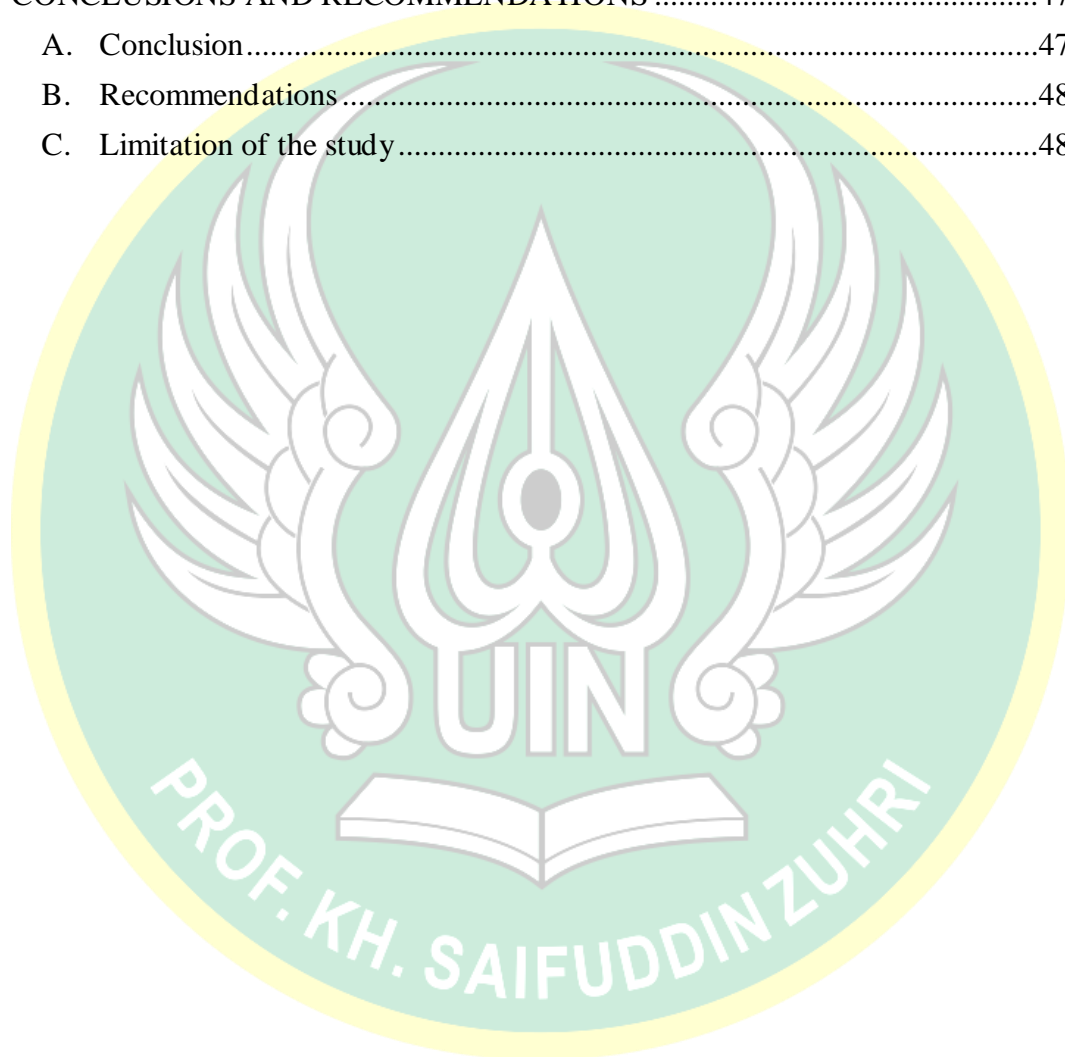 CONCLUSIONS AND RECOMMENDATIONS ................................................47
A. Conclusion....................................................................................................47
B. Recommendations........................................................................................48
C. Limitation of the study.................................................................................48
UIN
PROF. KH. SAIFUDDIN ZUHRI